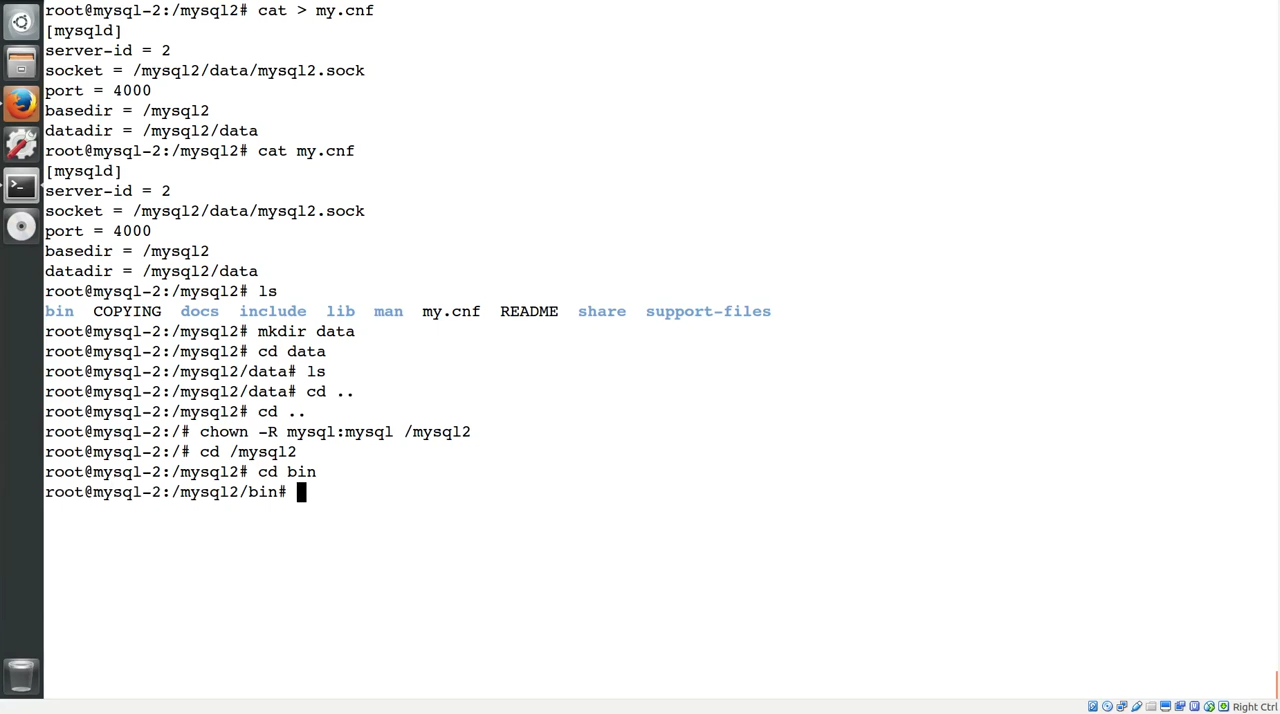 root@mysql-2:/mysql2# cat > my.cnf
[mysqld]
server-id = 2
socket = /mysql2/data/mysql2.sock
port = 4000
basedir = /mysql2
datadir = /mysql2/data
root@mysql-2:/mysql2# cat my.cnf
[mysqld]
server-id = 2
socket = /mysql2/data/mysql2.sock
port = 4000
basedir = /mysql2
datadir = /mysql2/data
root@mysql-2:/mysql2# ls
bin COPYING docs include lib man my.cnf README share support-files
root@mysql-2:/mysql2# mkdir data
root@mysql-2:/mysql2# cd data
root@mysql-2:/mysql2/data# ls
root@mysql-2:/mysql2/data# cd ..
root@mysql-2:/mysql2# cd ..
root@mysql-2:/# chown -R mysql:mysql /mysql2
root@mysql-2:/# cd /mysql2
root@mysql-2:/mysql2# cd bin
root@mysql-2:/mysql2/bin#
Right Ctrl